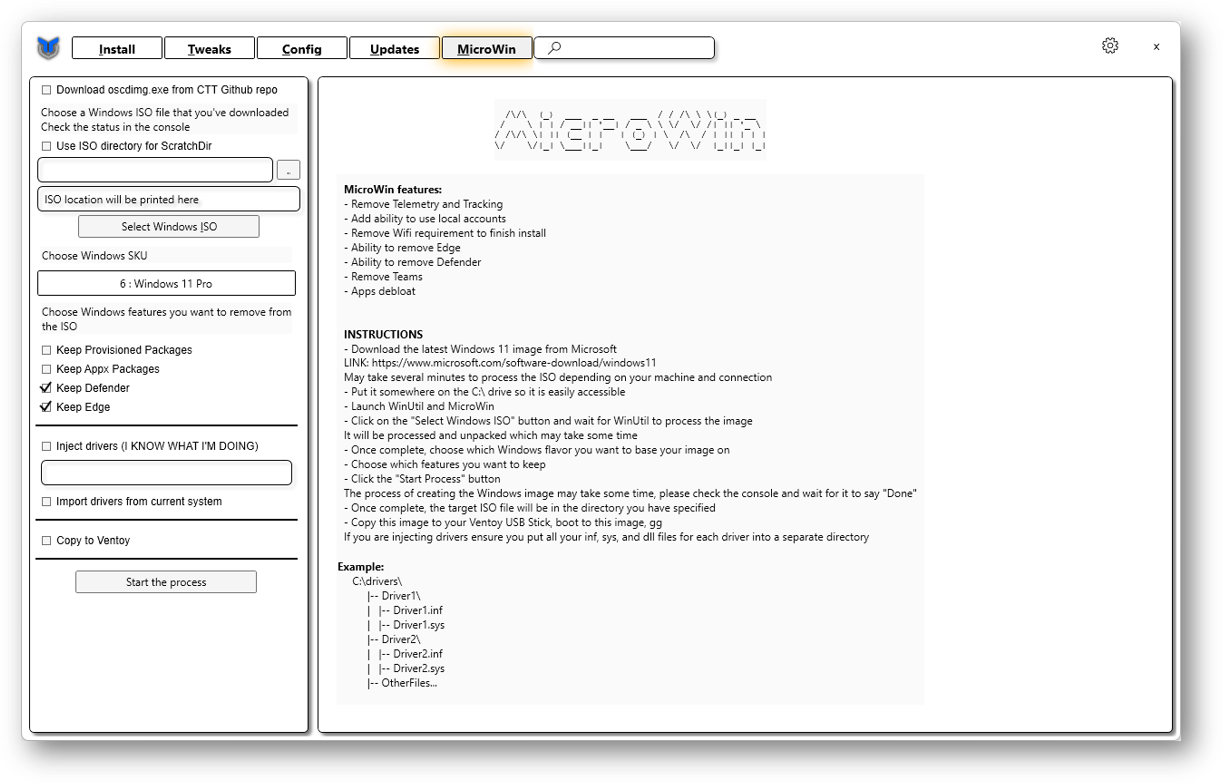 Install Tweaks Config Updates MicroWin x
Download oscdimg.exe from CTT Github repo
Choose a Windows ISO file that you've downloaded
Check the status in the console
Use ISO directory for ScratchDir
ISO location will be printed here
Select Windows ISO
Choose Windows SKU
6 : Windows 11 Pro
Choose Windows features you want to remove from
the ISO
Keep Provisioned Packages
Keep Appx Packages
Keep Defender
Keep Edge
Inject drivers (I KNOW WHAT I'M DOING)
Import drivers from current system
Copy to Ventoy
Start the process
MicroWin
MicroWin features:
- Remove Telemetry and Tracking
- Add ability to use local accounts
- Remove Wifi requirement to finish install
- Ability to remove Edge
- Ability to remove Defender
- Remove Teams
- Apps debloat
INSTRUCTIONS
- Download the latest Windows 11 image from Microsoft
LINK: https://www.microsoft.com/software-download/windows11
May take several minutes to process the ISO depending on your machine and connection
- Put it somewhere on the C:\ drive so it is easily accessible
- Launch WinUtil and MicroWin
- Click on the "Select Windows ISO" button and wait for WinUtil to process the image
It will be processed and unpacked which may take some time
- Once complete, choose which Windows flavor you want to base your image on
- Choose which features you want to keep
- Click the "Start Process" button
The process of creating the Windows image may take some time, please check the console and wait for it to say "Done"
- Once complete, the target ISO file will be in the directory you have specified
- Copy this image to your Ventoy USB Stick, boot to this image, gg
If you are injecting drivers ensure you put all your inf, sys, and dll files for each driver into a separate directory
Example:
C:\drivers\
|-- Driver1\
| |-- Driver1.inf
| |-- Driver1.sys
|-- Driver2\
| |-- Driver2.inf
| |-- Driver2.sys
|-- OtherFiles...